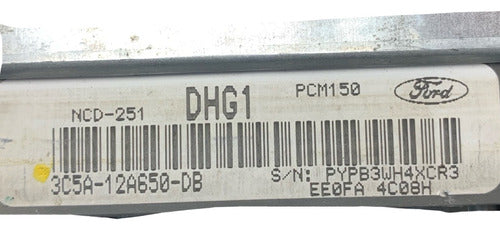 NCD-251 DHG1 PCM150 Ford
3C5A-12A650-DB S/N: PYPB3WH4XCR3
EE0FA 4C08H